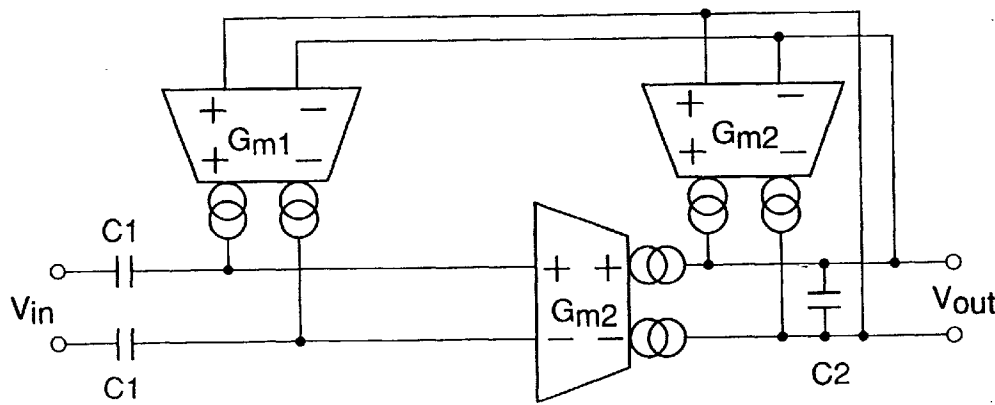 + −
Gm1
+ −
+ −
Gm2
+ −
C1
Vin
C1
+ +
Gm2
− −
Vout
C2